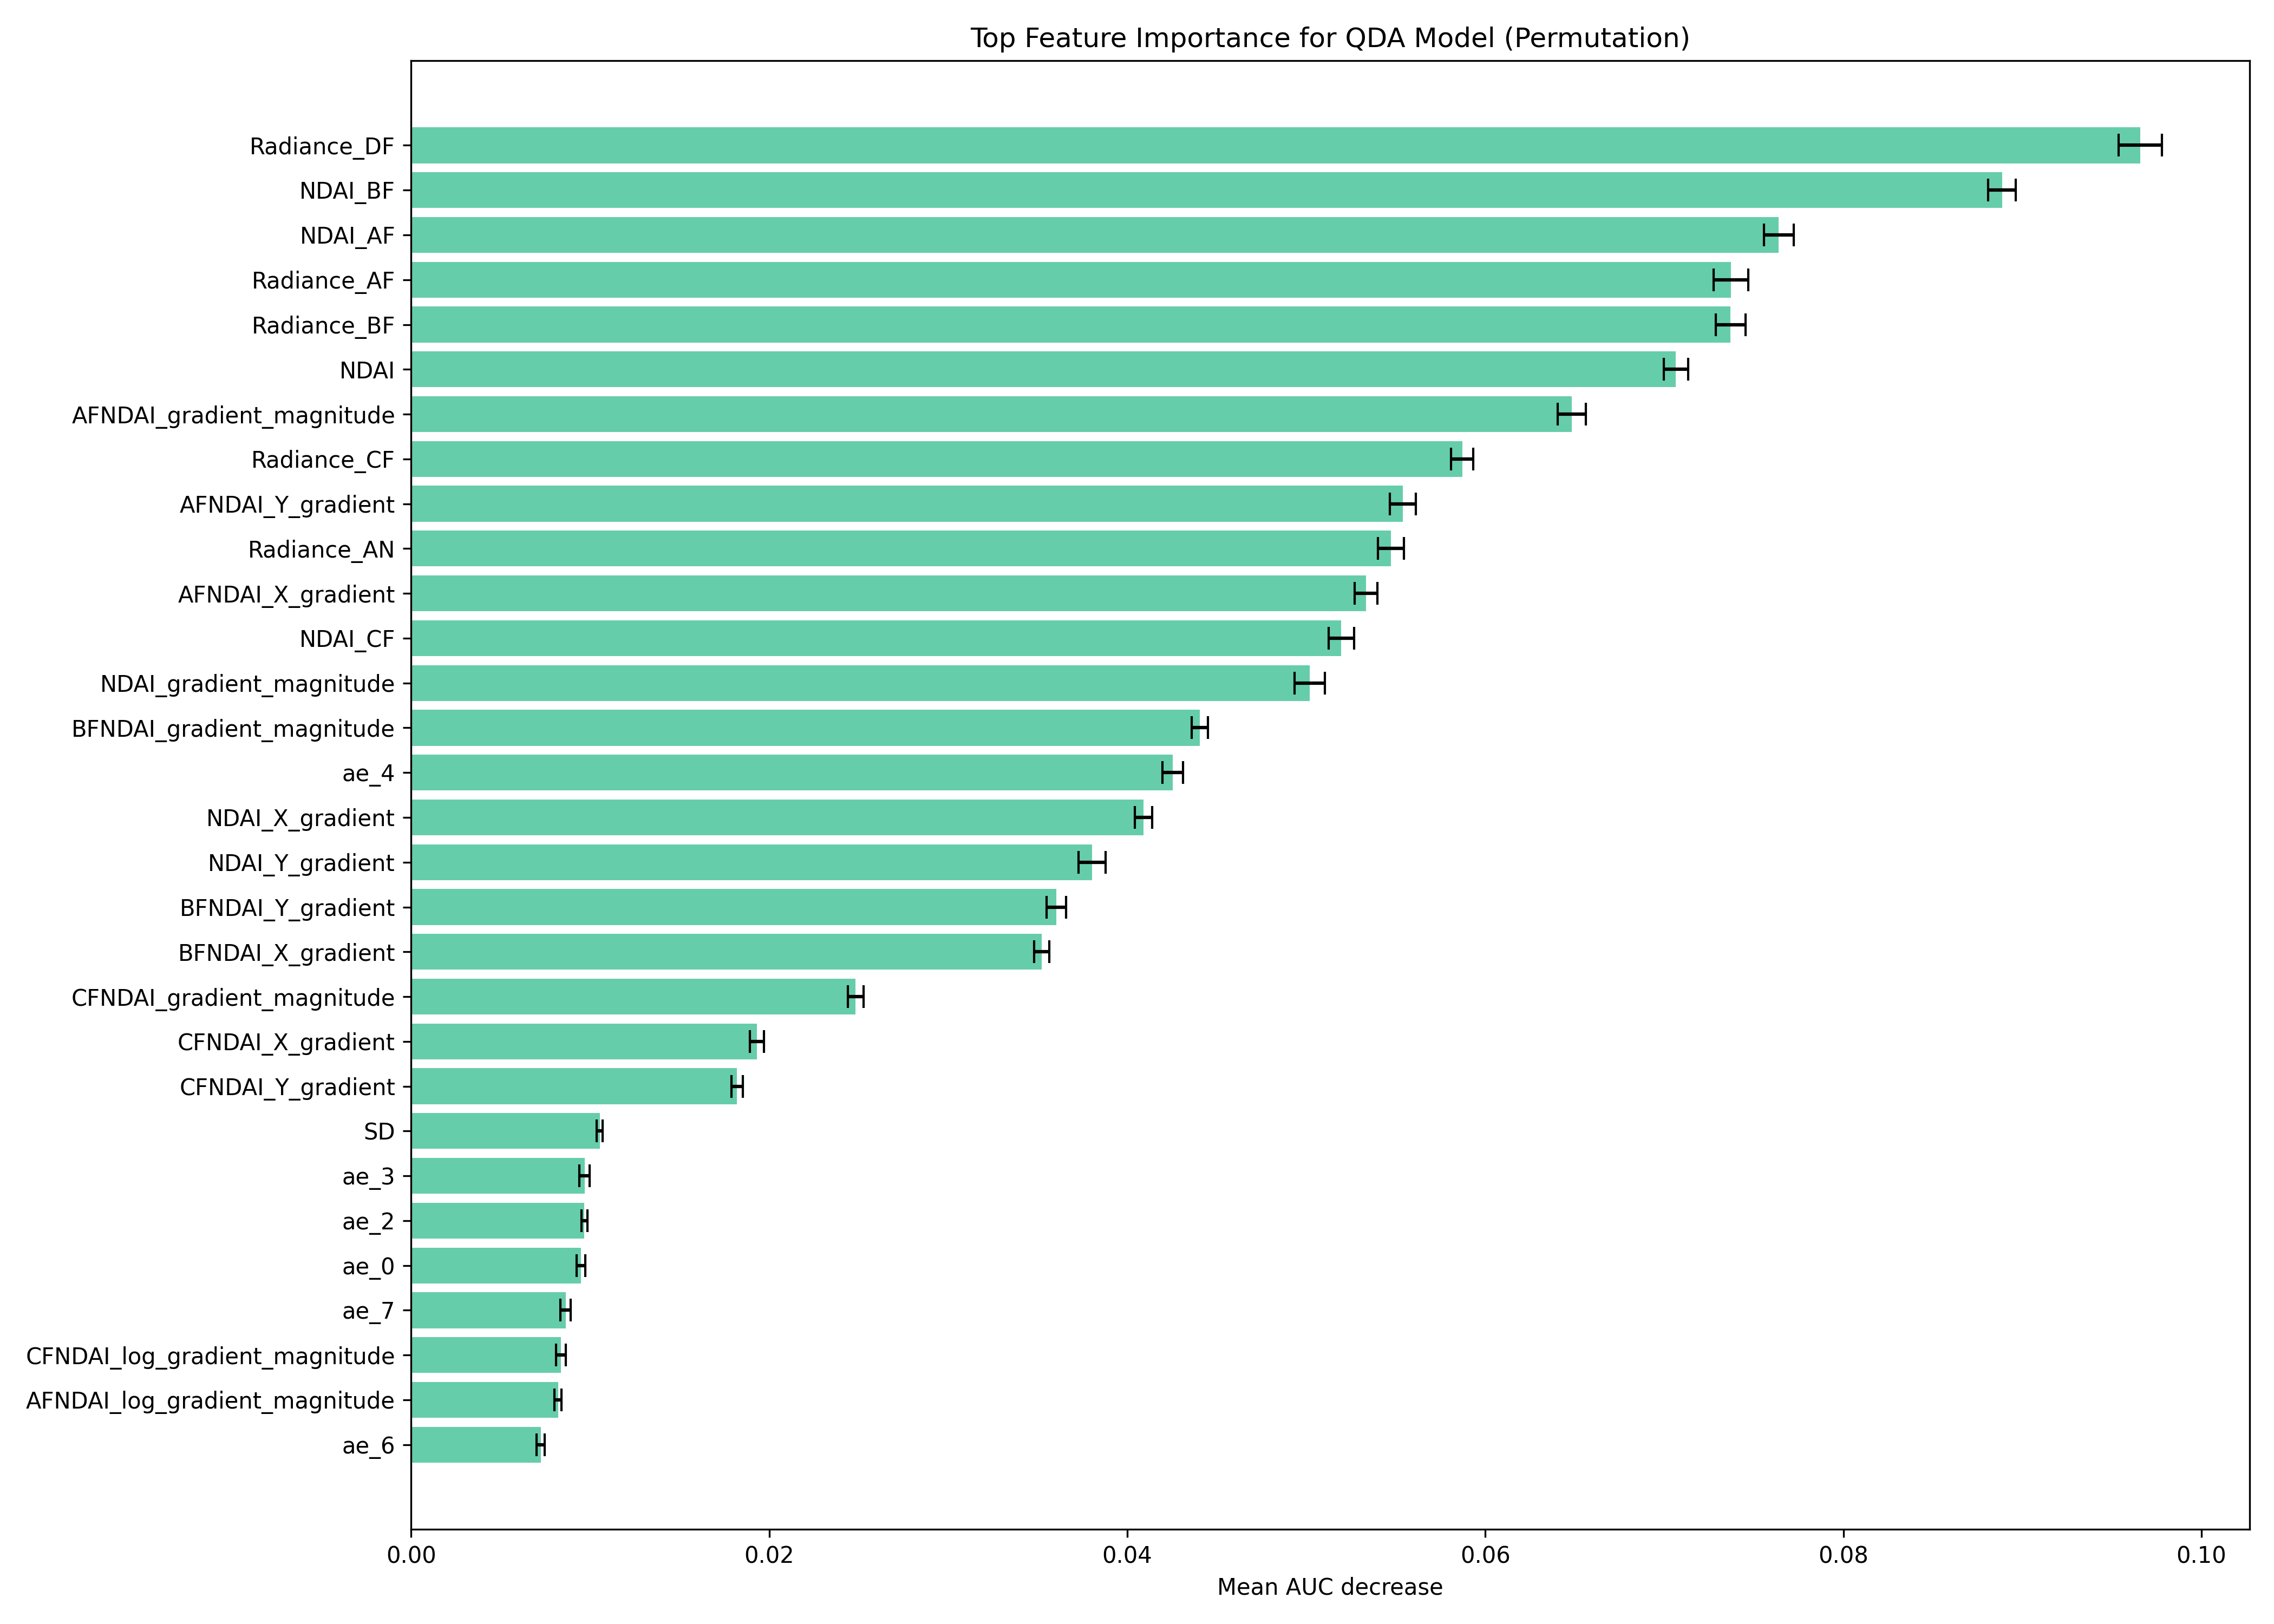 Top Feature Importance for QDA Model (Permutation)
Radiance_DF
NDAI_BF
NDAI_AF
Radiance_AF
Radiance_BF
NDAI
AFNDAI_gradient_magnitude
Radiance_CF
AFNDAI_Y_gradient
Radiance_AN
AFNDAI_X_gradient
NDAI_CF
NDAI_gradient_magnitude
BFNDAI_gradient_magnitude
ae_4
NDAI_X_gradient
NDAI_Y_gradient
BFNDAI_Y_gradient
BFNDAI_X_gradient
CFNDAI_gradient_magnitude
CFNDAI_X_gradient
CFNDAI_Y_gradient
SD
ae_3
ae_2
ae_0
ae_7
CFNDAI_log_gradient_magnitude
AFNDAI_log_gradient_magnitude
ae_6
0.00 0.02 0.04 0.06 0.08 0.10
Mean AUC decrease